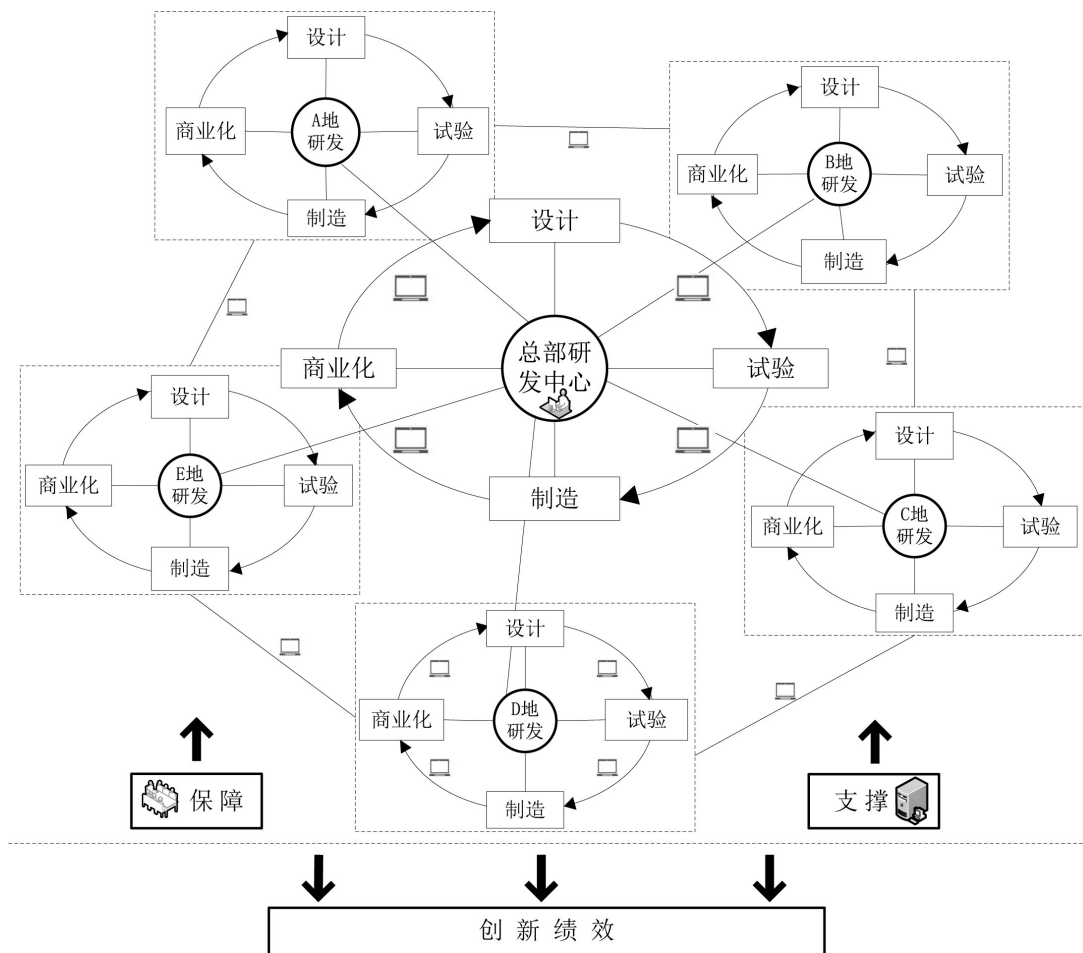 设计
商业化
A地
研发
试验
制造
设计
商业化
B地
研发
试验
制造
设计
商业化
总部研
发中心
试验
制造
设计
商业化
E地
研发
试验
制造
设计
商业化
C地
研发
试验
制造
设计
商业化
D地
研发
试验
制造
保障
支撑
创新绩效